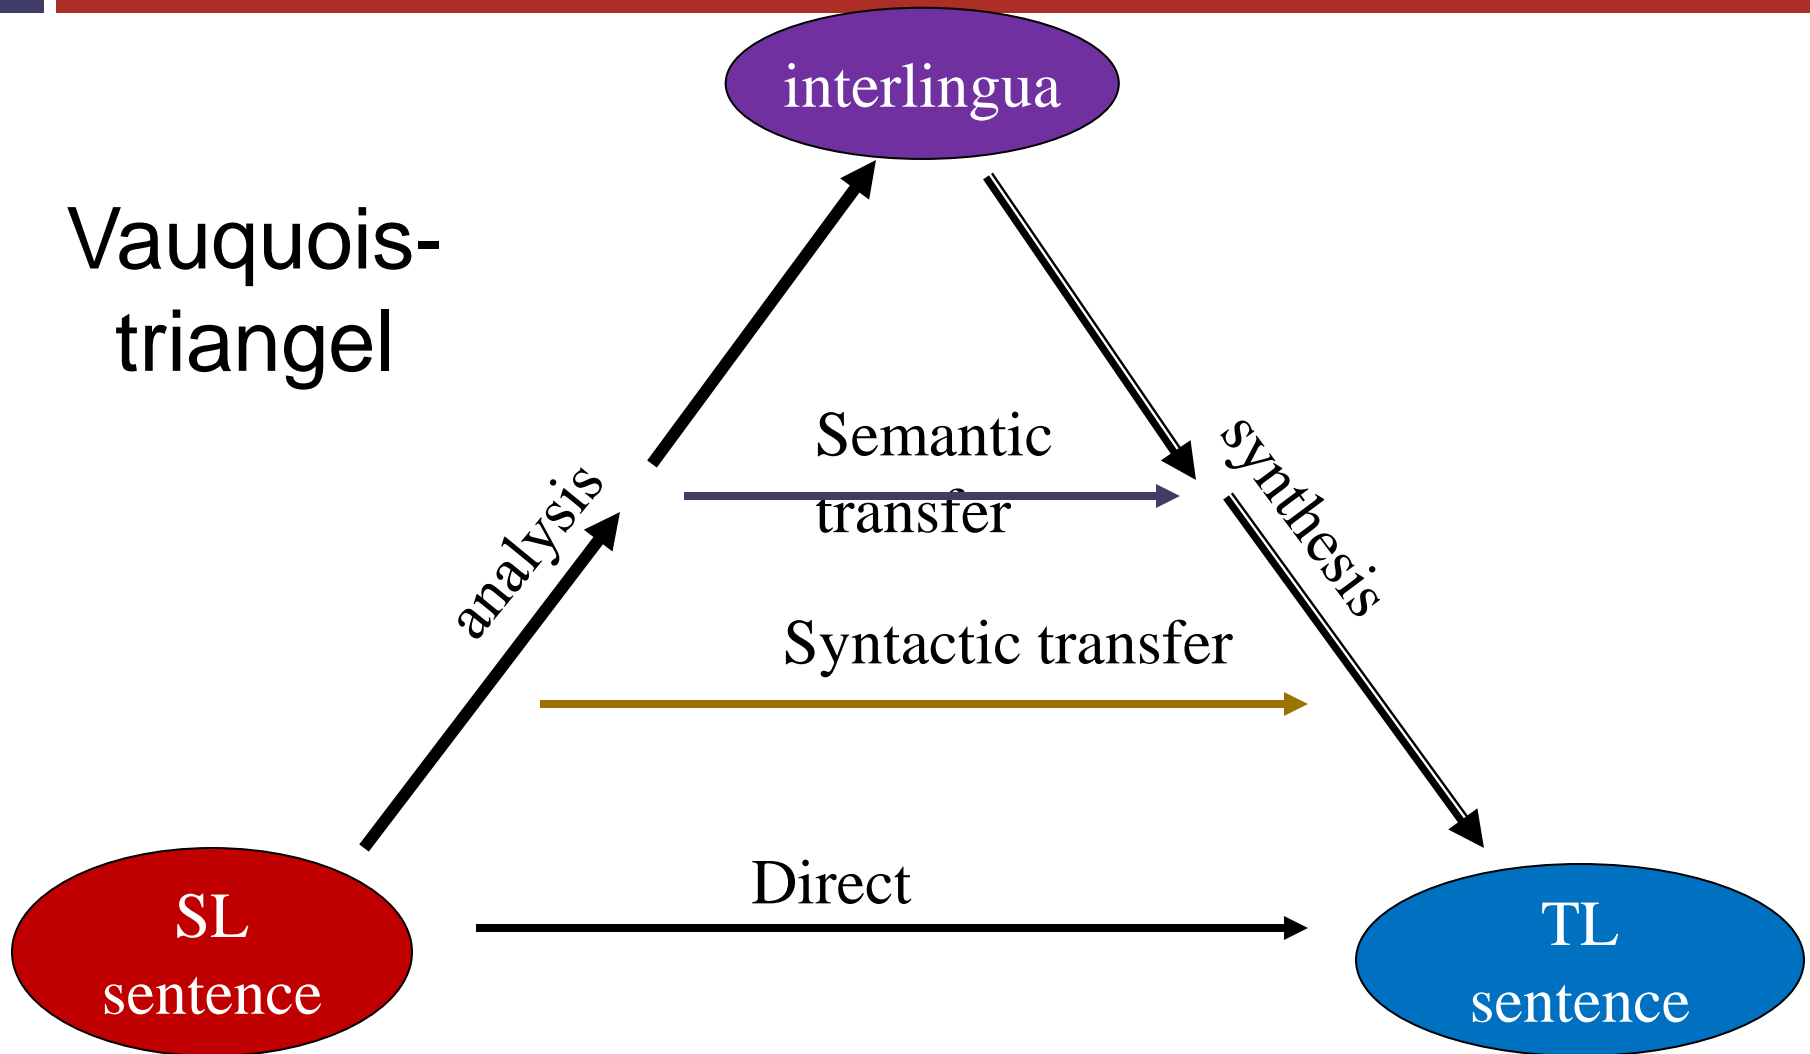 interlingua
Vauquois-
triangel
Semantic
transfer
analysis
synthesis
Syntactic transfer
Direct
SL
sentence
TL
sentence